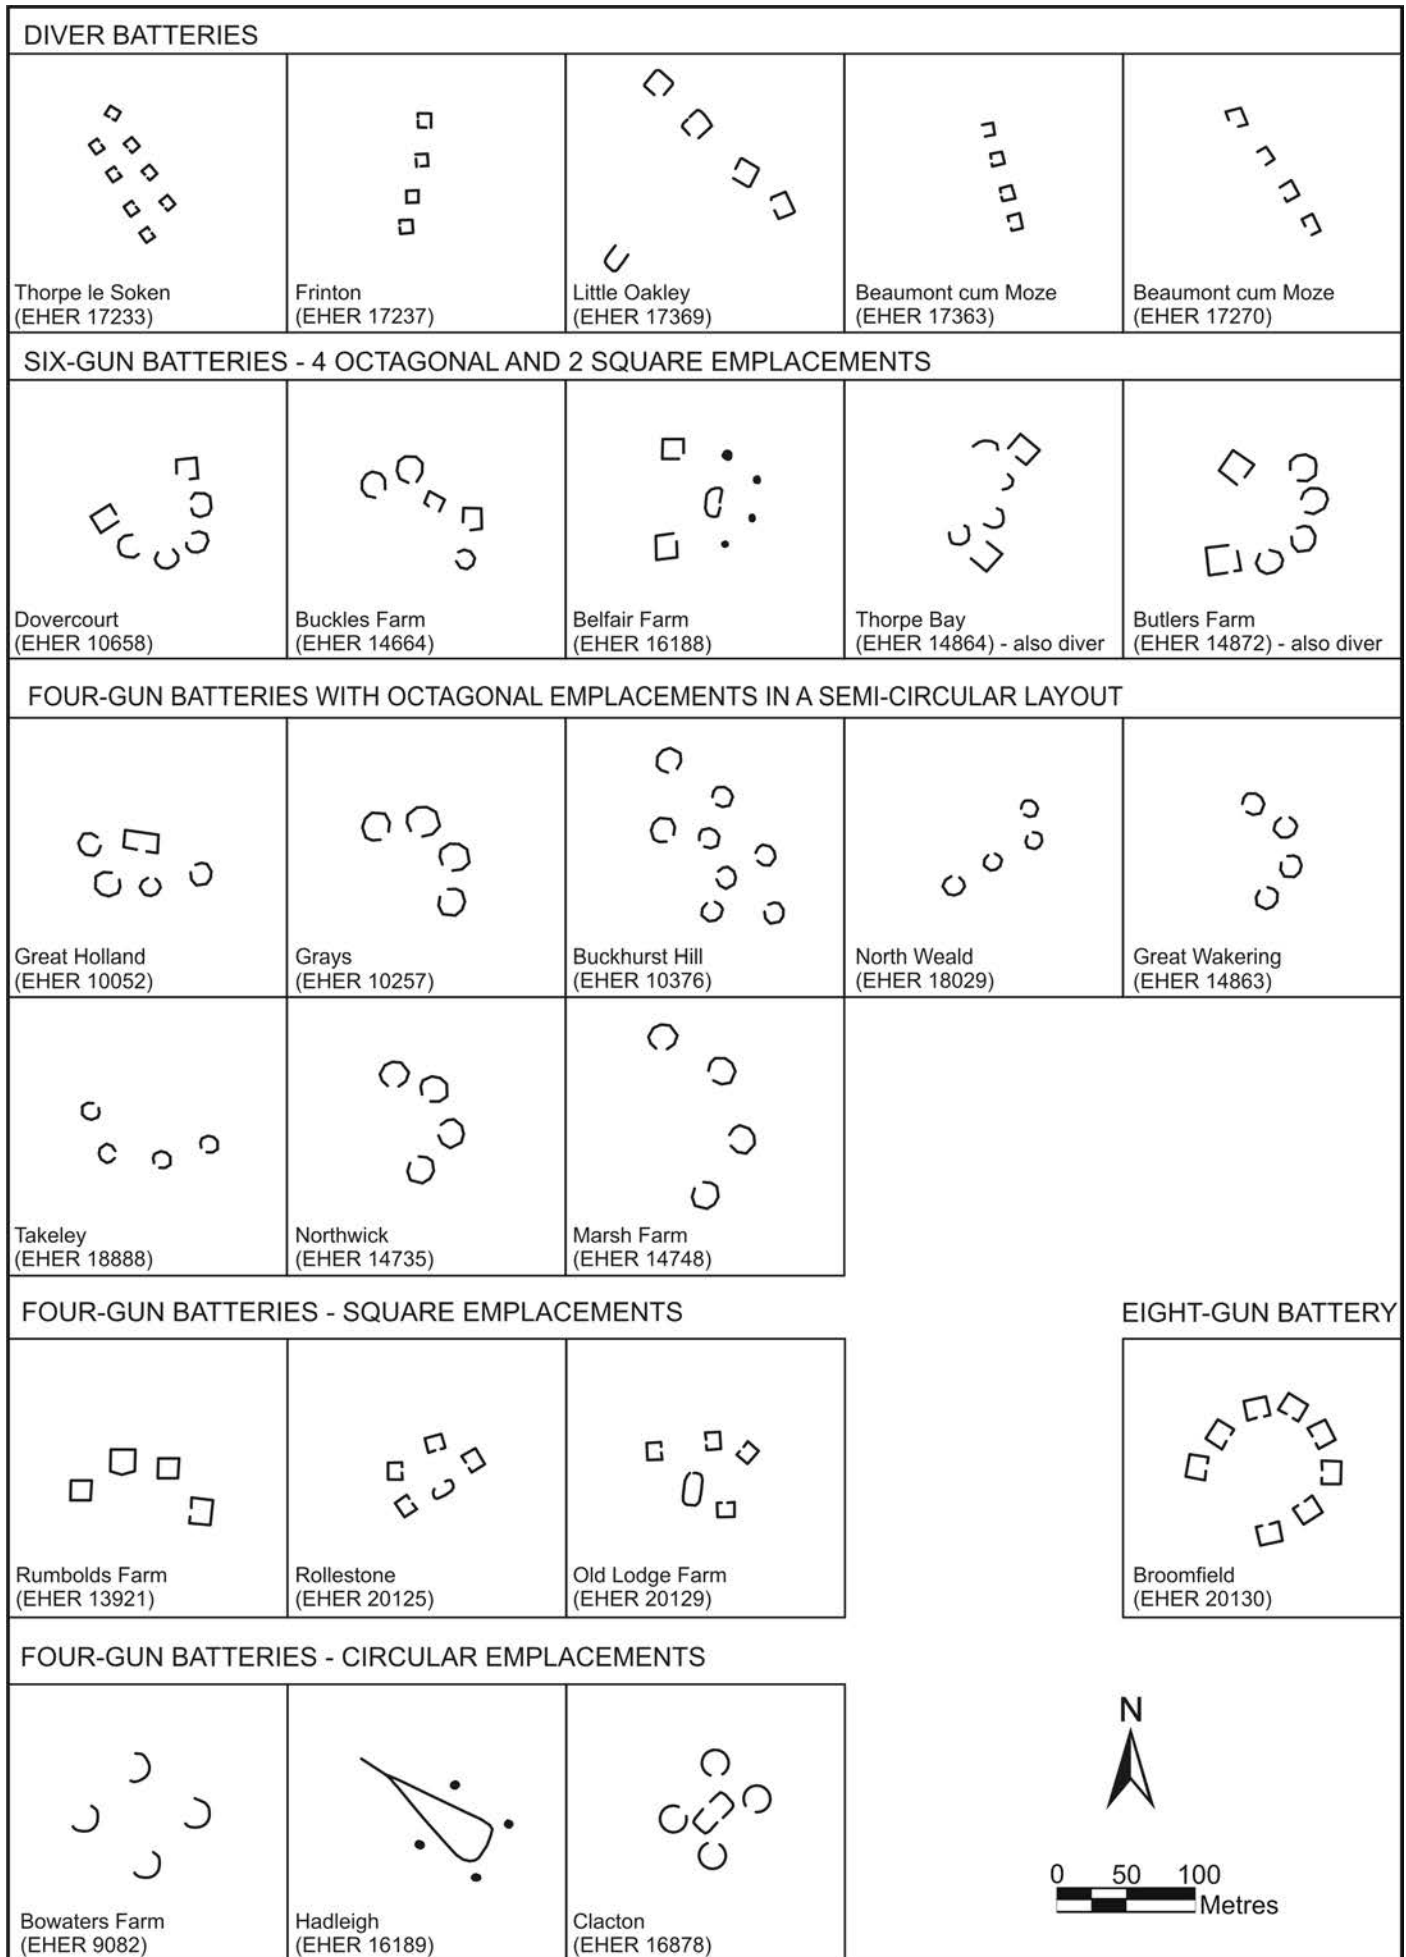 DIVER BATTERIES
Thorpe le Soken
(EHER 17233)
Frinton
(EHER 17237)
Little Oakley
(EHER 17369)
Beaumont cum Moze
(EHER 17363)
Beaumont cum Moze
(EHER 17270)
SIX-GUN BATTERIES - 4 OCTAGONAL AND 2 SQUARE EMPLACEMENTS
Dovercourt
(EHER 10658)
Buckles Farm
(EHER 14664)
Belfair Farm
(EHER 16188)
Thorpe Bay
(EHER 14864) - also diver
Butlers Farm
(EHER 14872) - also diver
FOUR-GUN BATTERIES WITH OCTAGONAL EMPLACEMENTS IN A SEMI-CIRCULAR LAYOUT
Great Holland
(EHER 10052)
Grays
(EHER 10257)
Buckhurst Hill
(EHER 10376)
North Weald
(EHER 18029)
Great Wakering
(EHER 14863)
Takeley
(EHER 18888)
Northwick
(EHER 14735)
Marsh Farm
(EHER 14748)
FOUR-GUN BATTERIES - SQUARE EMPLACEMENTS
EIGHT-GUN BATTERY
Rumbolds Farm
(EHER 13921)
Rollestone
(EHER 20125)
Old Lodge Farm
(EHER 20129)
Broomfield
(EHER 20130)
FOUR-GUN BATTERIES - CIRCULAR EMPLACEMENTS
Bowaters Farm
(EHER 9082)
Hadleigh
(EHER 16189)
Clacton
(EHER 16878)
N
0 50 100
Metres